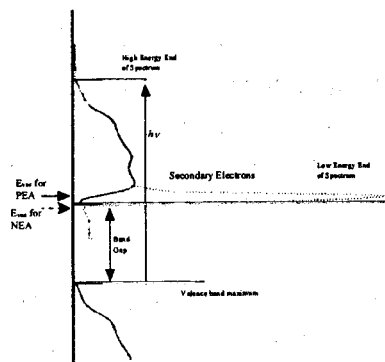 High Energy End
of Spectrum
hν
Secondary Electrons
Low Energy End
of Spectrum
Evac for
PEA
Evac for
NEA
Band
Gap
Valence band maximum